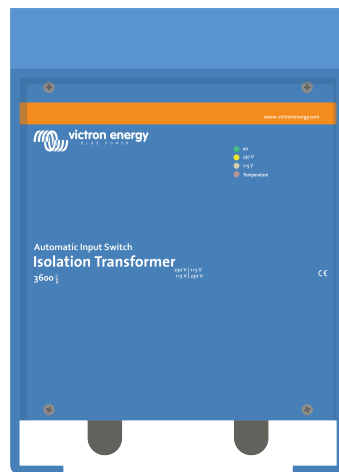 www.victronenergy.com
victron energy
BLUE POWER
on
230 V
115 V
Temperature
Automatic Input Switch
Isolation Transformer
230 V | 115 V
115 V | 230 V
3600
CE